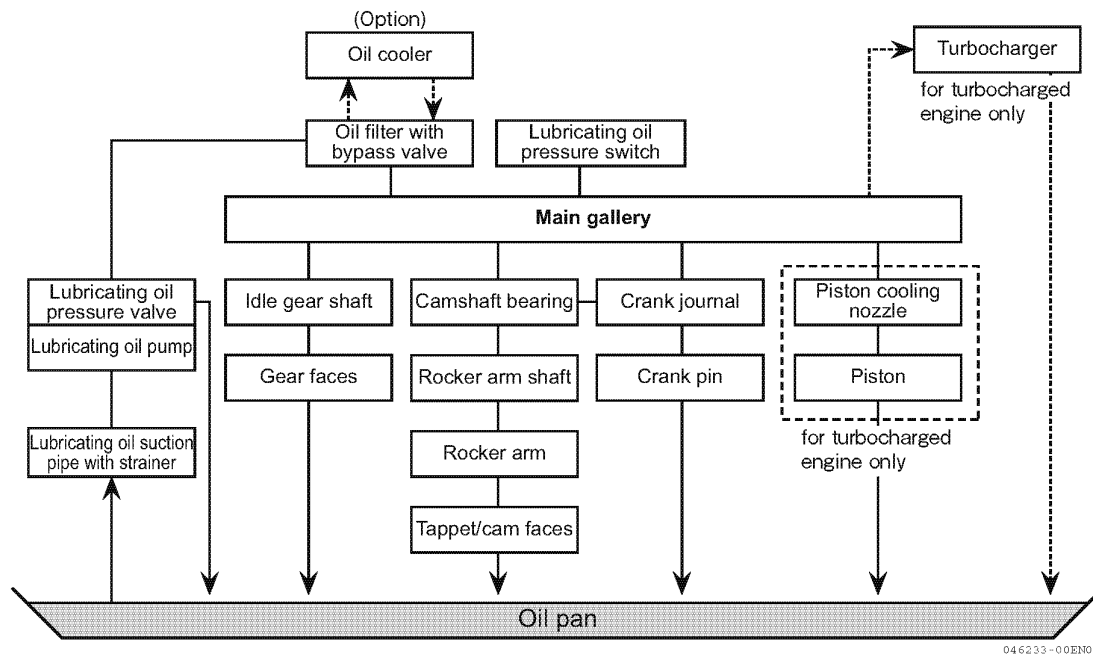 (Option)
Oil cooler
Turbocharger
for turbocharged
engine only
Oil filter with
bypass valve
Lubricating oil
pressure switch
Main gallery
Lubricating oil
pressure valve
Lubricating oil pump
Idle gear shaft
Camshaft bearing
Crank journal
Piston cooling
nozzle
Gear faces
Rocker arm shaft
Crank pin
Piston
Lubricating oil suction
pipe with strainer
Rocker arm
for turbocharged
engine only
Tappet/cam faces
Oil pan
046233-00EN0